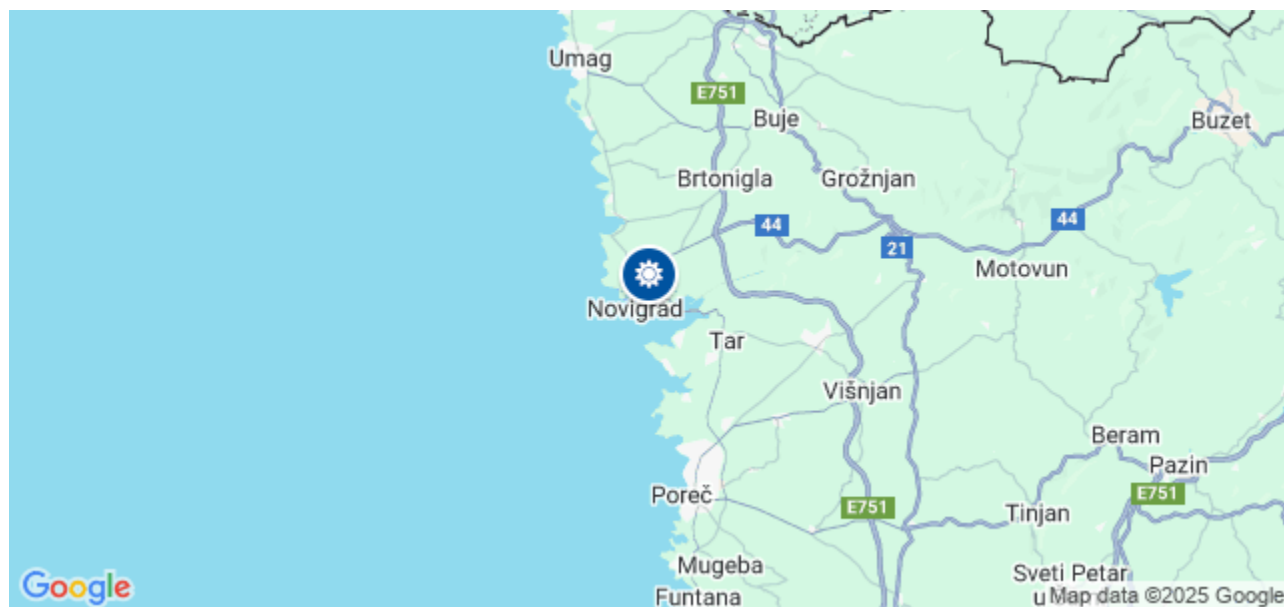 Umag
E751
Buje
Buzet
Brtonigla
Grožnjan
44
44
21
Motovun
Novigrad
Tar
Višnjan
Beram
Pazin
Poreč
E751
E751
Tinjan
Mugeba
Sveti Petar
u
Funtana
Google
Map data ©2025 Google